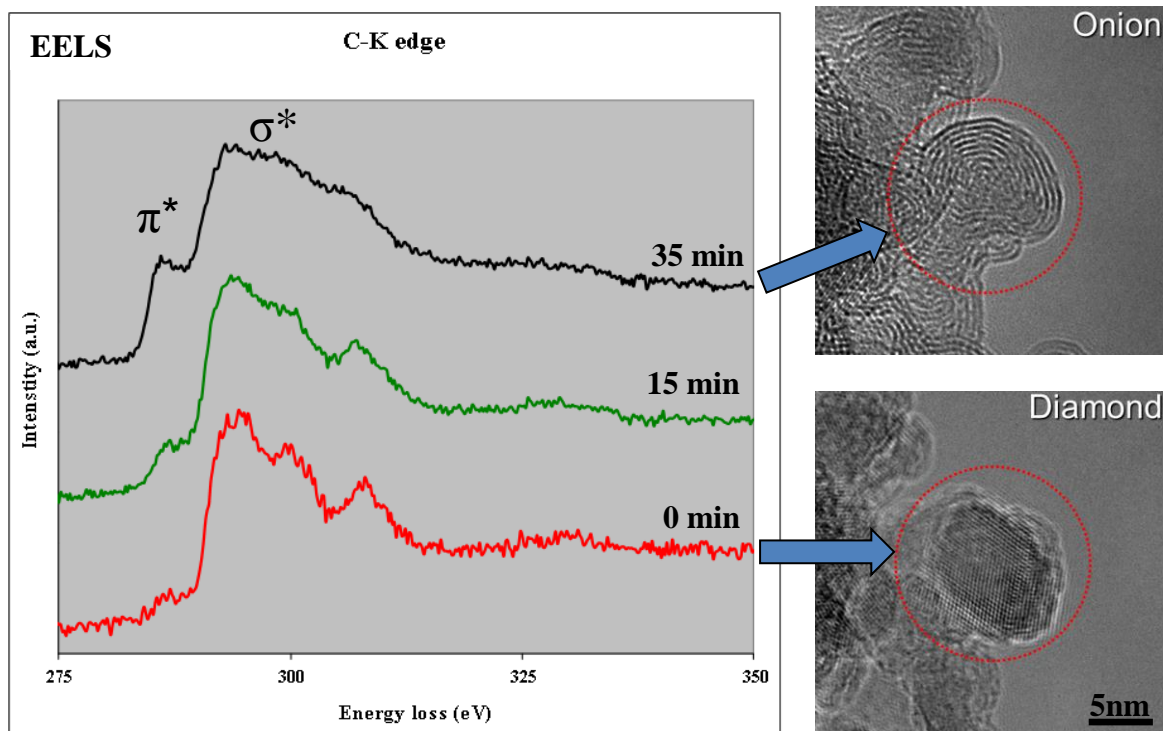 EELS
C-K edge
σ*
π*
35 min
15 min
0 min
Intenstity (a.u.)
275
300
325
350
Energy loss (eV)
Onion
Diamond
5nm